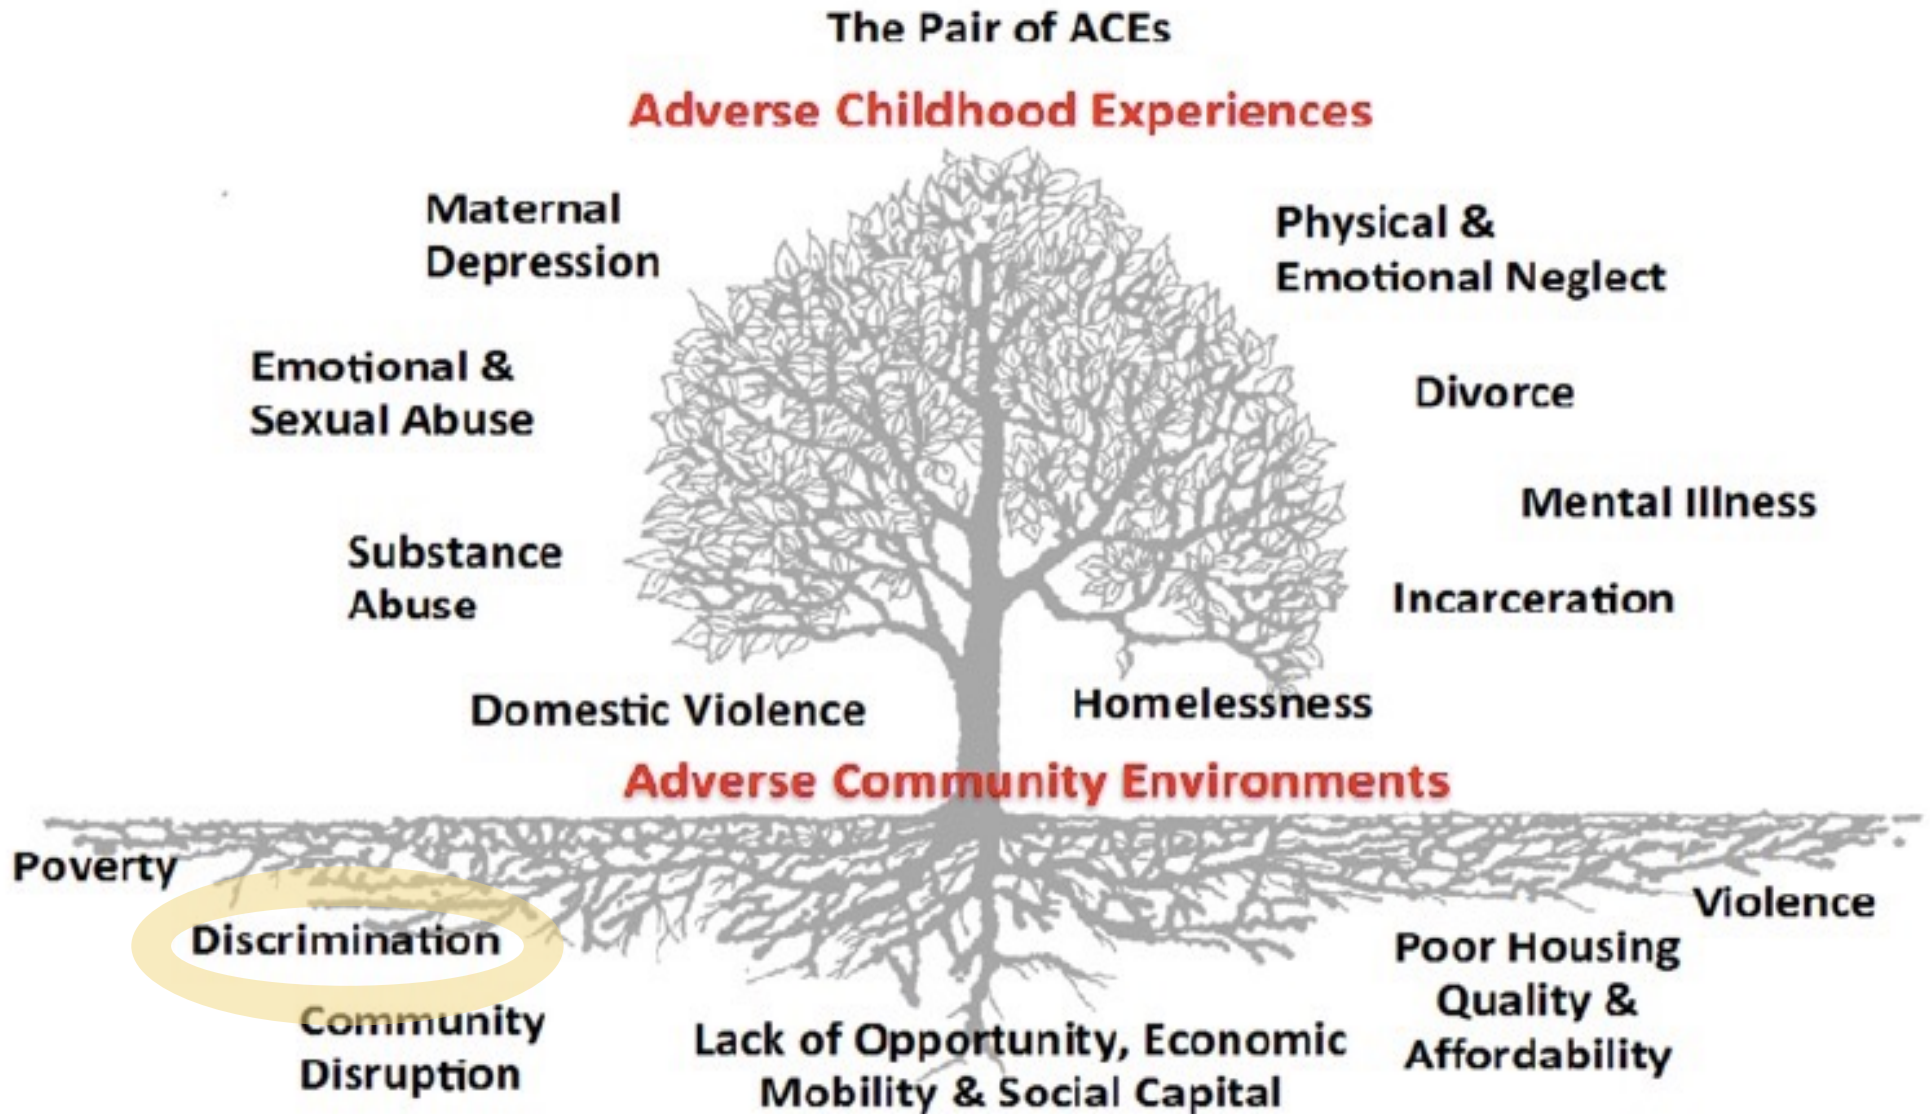 The Pair of ACEs
Adverse Childhood Experiences
Maternal
Depression
Physical &
Emotional Neglect
Emotional &
Sexual Abuse
Divorce
Mental Illness
Substance
Abuse
Incarceration
Domestic Violence
Homelessness
Adverse Community Environments
Poverty
Discrimination
Violence
Poor Housing
Quality &
Affordability
Community
Disruption
Lack of Opportunity, Economic
Mobility & Social Capital